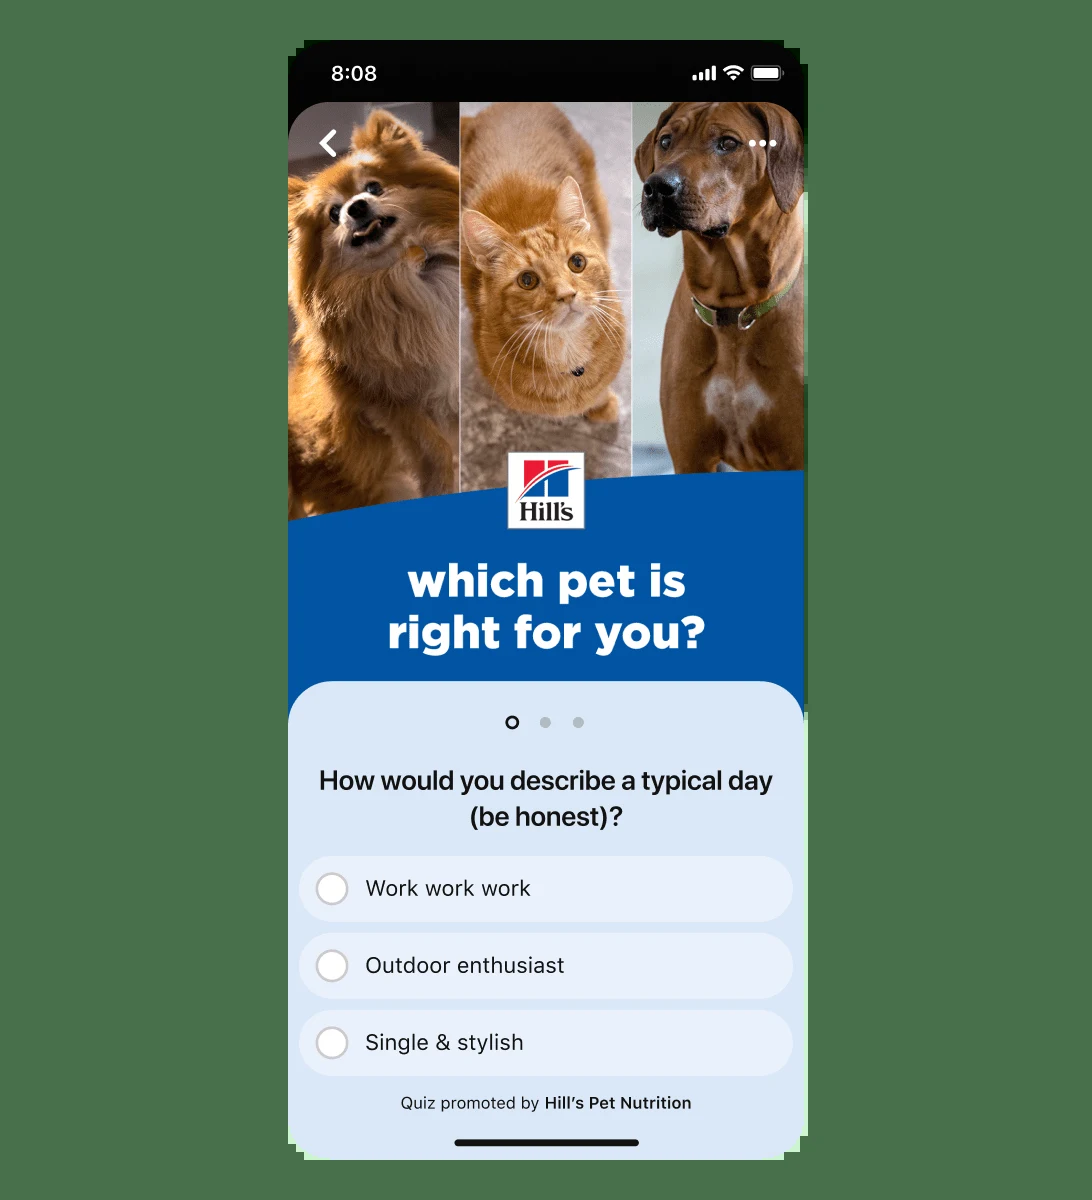 8:08
Hill's
which pet is
right for you?
How would you describe a typical day
(be honest)?
Work work work
Outdoor enthusiast
Single & stylish
Quiz promoted by Hill's Pet Nutrition